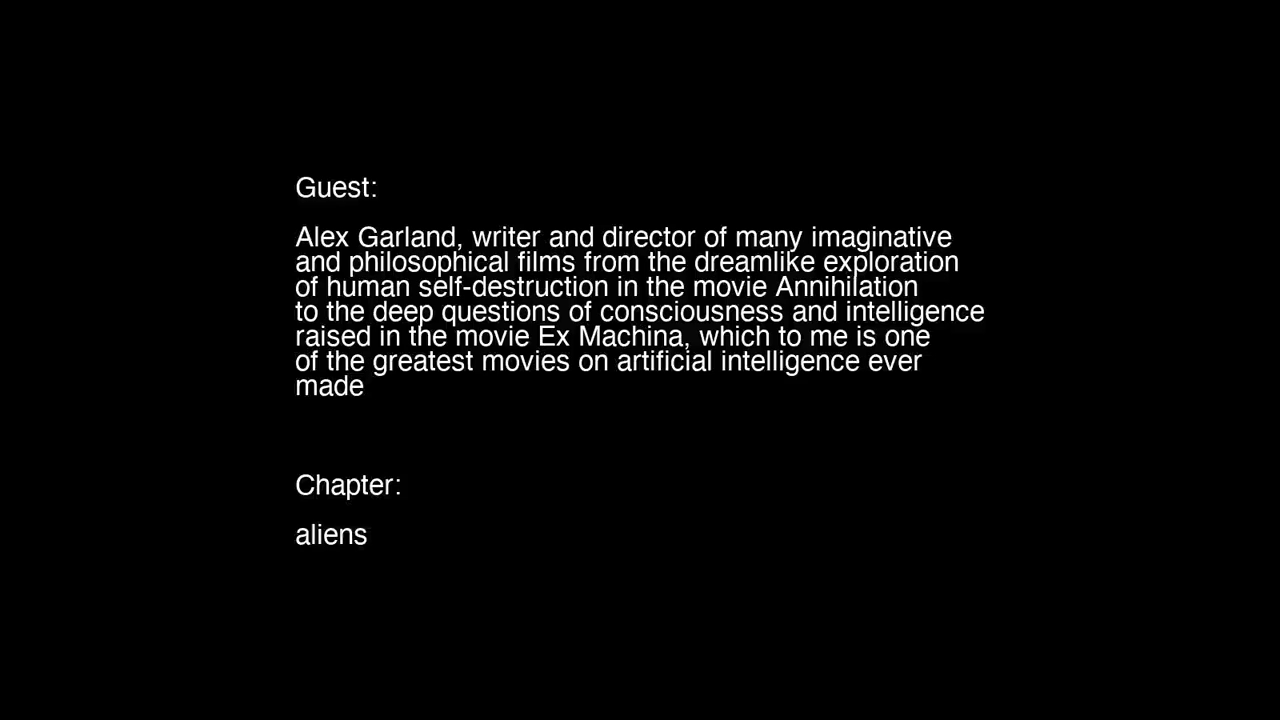 Guest:
Alex Garland, writer and director of many imaginative
and philosophical films from the dreamlike exploration
of human self-destruction in the movie Annihilation
to the deep questions of consciousness and intelligence
raised in the movie Ex Machina, which to me is one
of the greatest movies on artificial intelligence ever
made
Chapter:
aliens